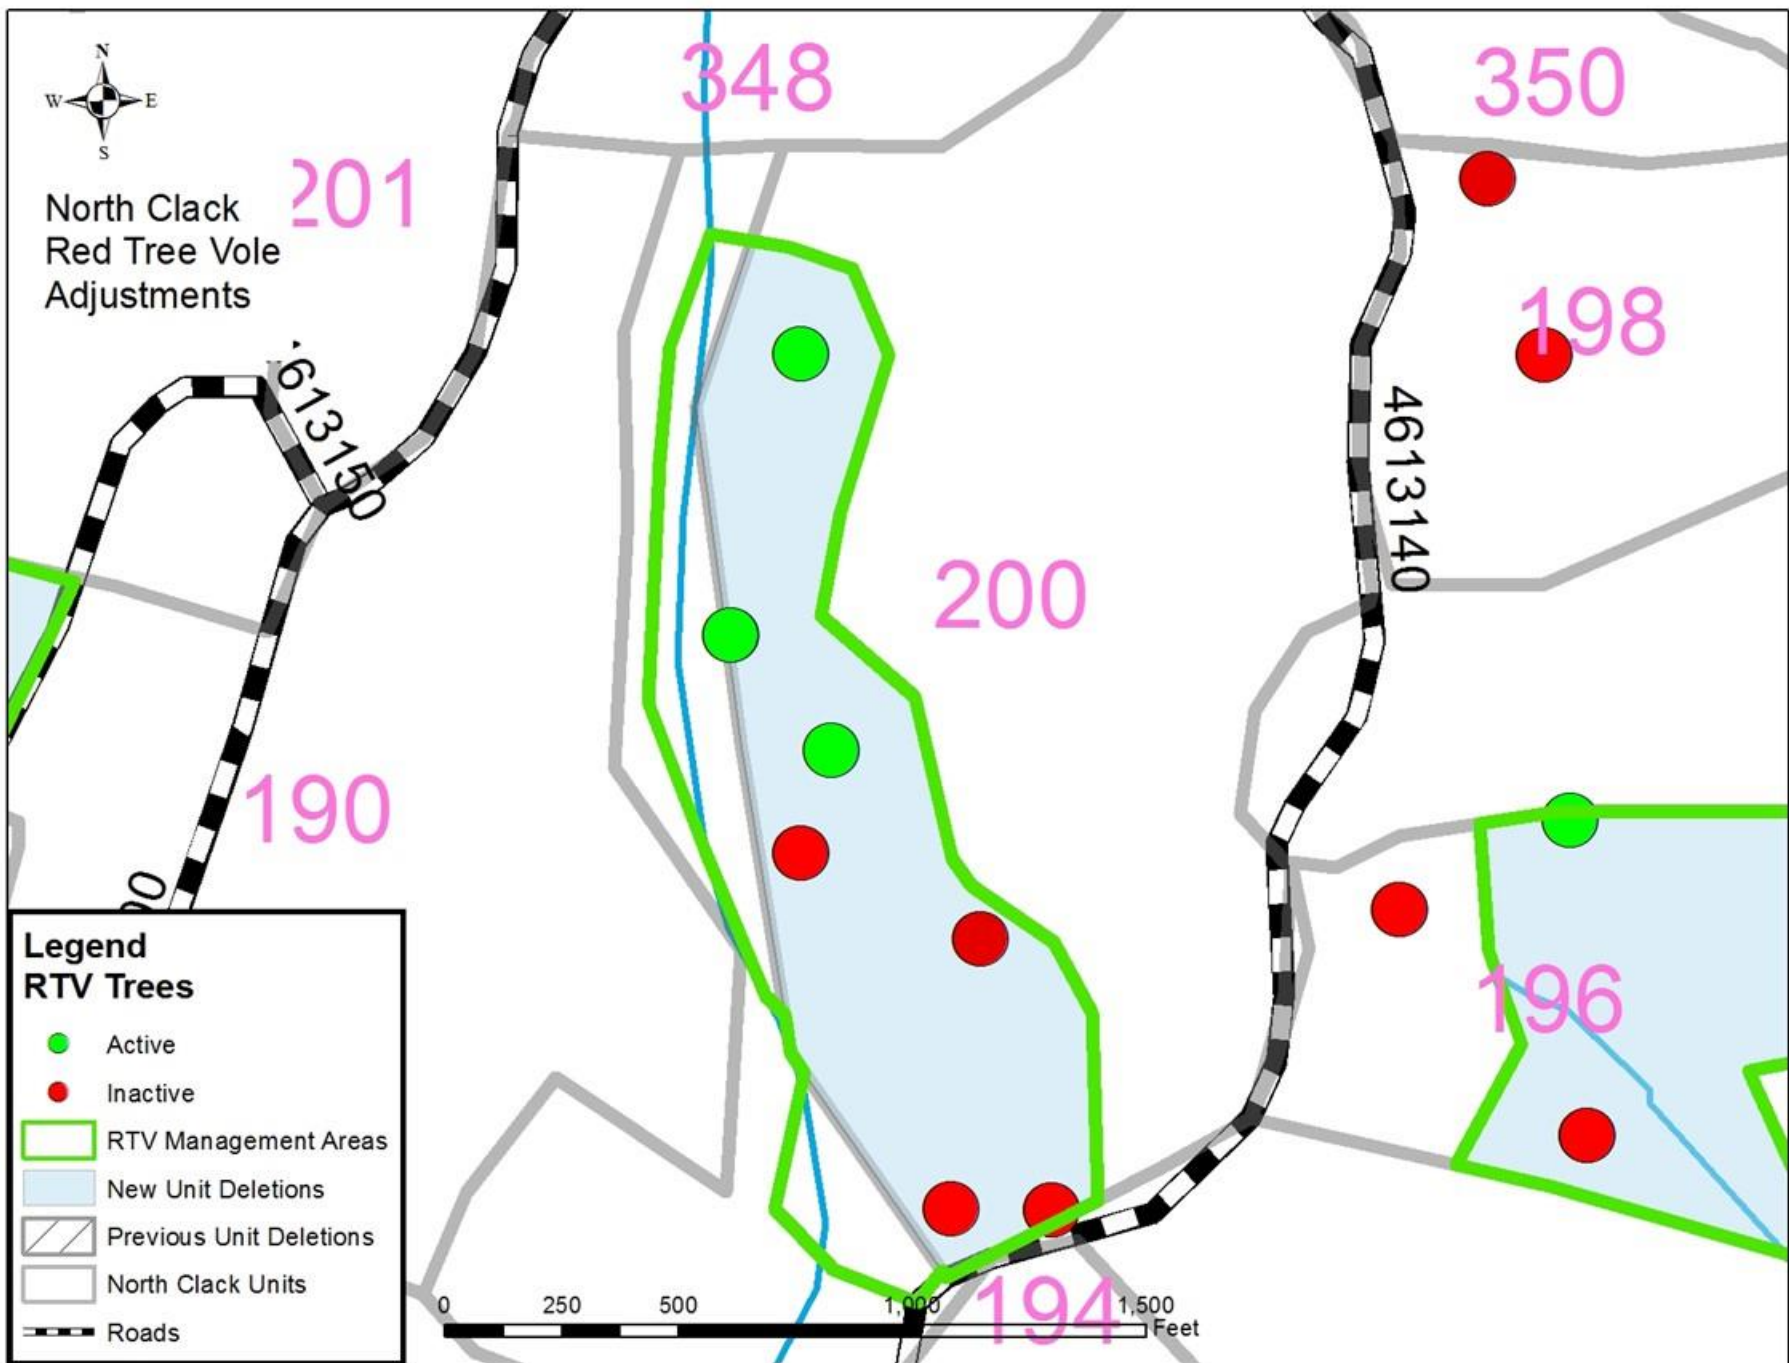 N
W E
S
North Clack
Red Tree Vole
Adjustments
201
348
350
198
613150
4613140
200
190
196
194
00
Legend
RTV Trees
Active
Inactive
RTV Management Areas
New Unit Deletions
Previous Unit Deletions
North Clack Units
Roads
0 250 500 1,000 1,500
Feet